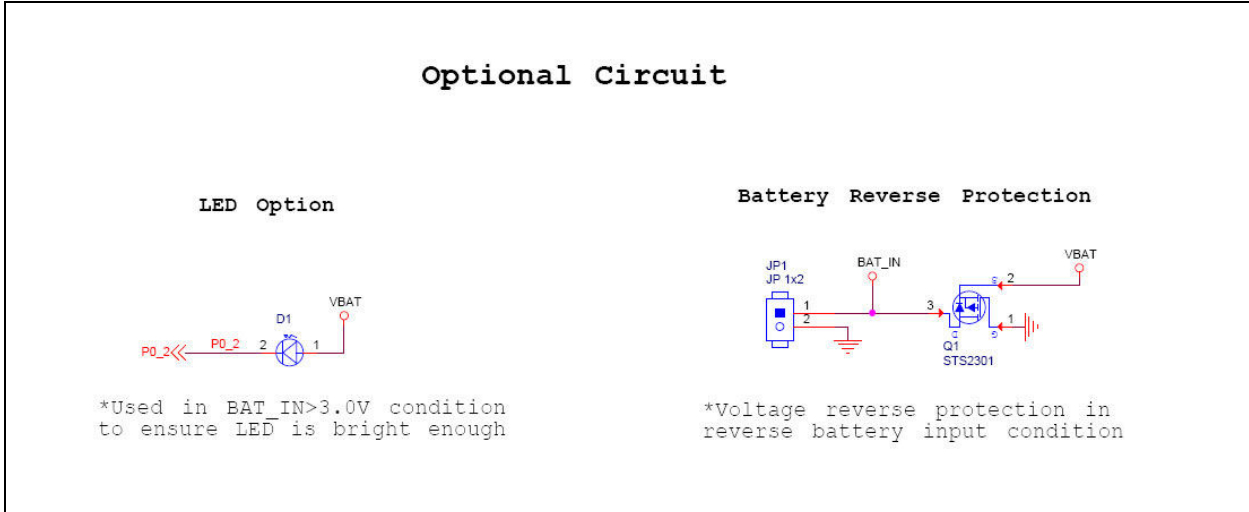 Optional Circuit
LED Option
VBAT
D1
P0_2
P0_2
2
1
*Used in BAT_IN>3.0V condition
to ensure LED is bright enough
Battery Reverse Protection
JP1
JP 1x2
BAT_IN
VBAT
1
2
3
S
2
1
D
G
Q1
STS2301
*Voltage reverse protection in
reverse battery input condition